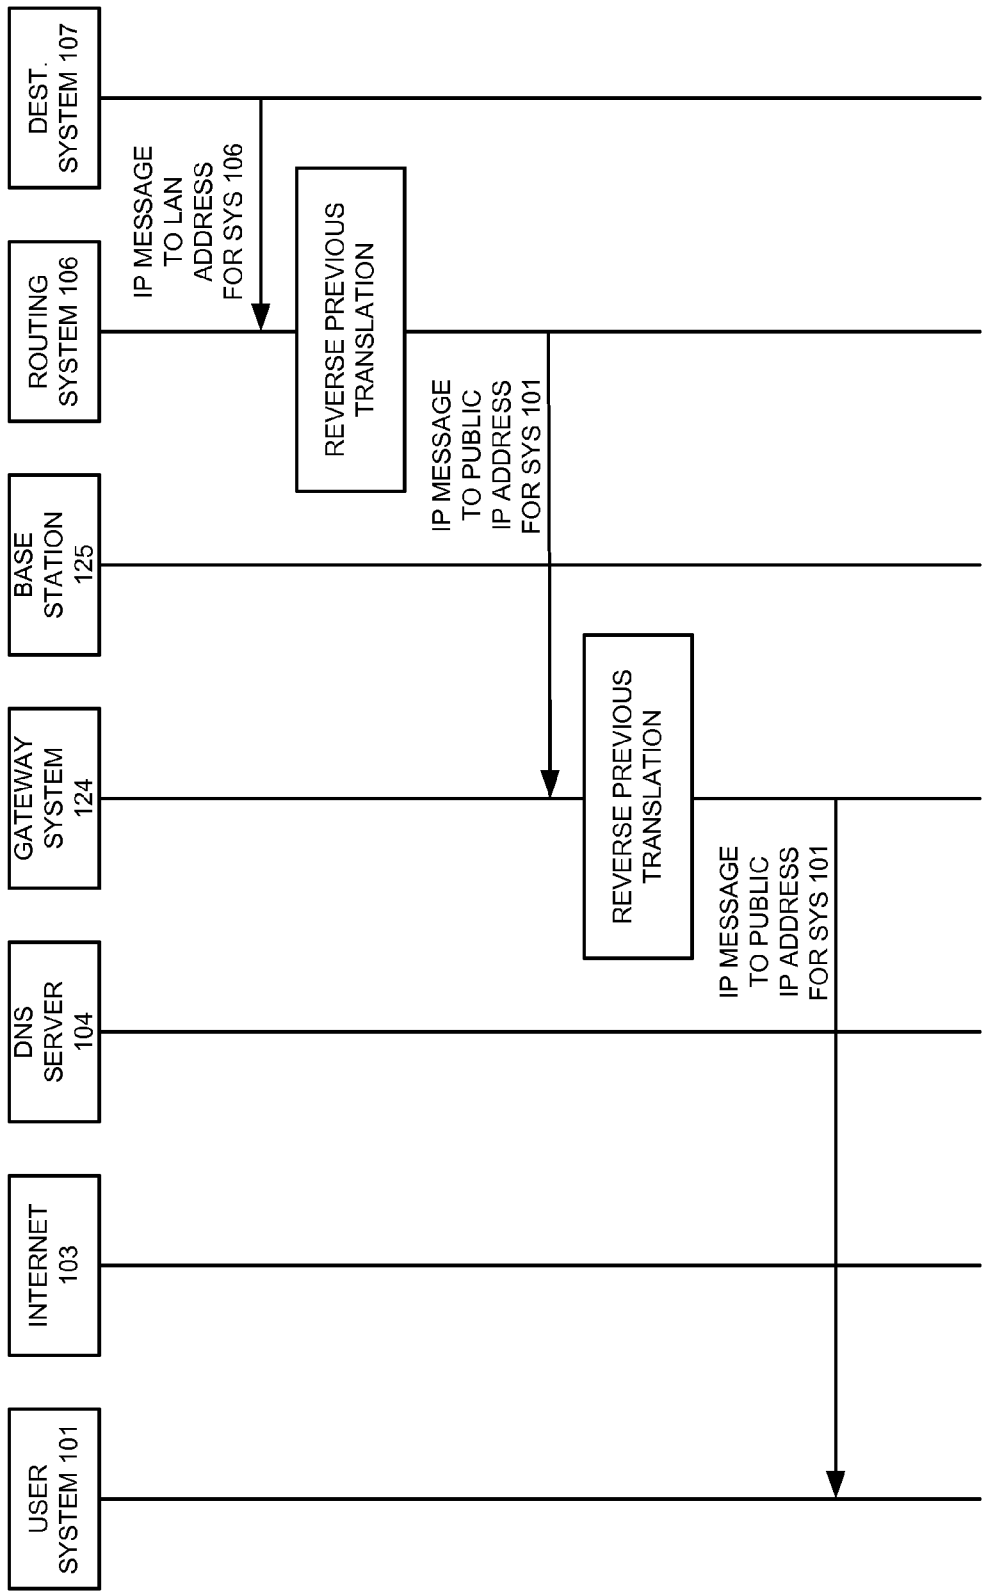 USER
SYSTEM 101
INTERNET
103
DNS
SERVER
104
GATEWAY
SYSTEM
124
BASE
STATION
125
ROUTING
SYSTEM 106
DEST.
SYSTEM 107
IP MESSAGE
TO LAN
ADDRESS
FOR SYS 106
REVERSE PREVIOUS
TRANSLATION
IP MESSAGE
TO PUBLIC
IP ADDRESS
FOR SYS 101
REVERSE PREVIOUS
TRANSLATION
IP MESSAGE
TO PUBLIC
IP ADDRESS
FOR SYS 101